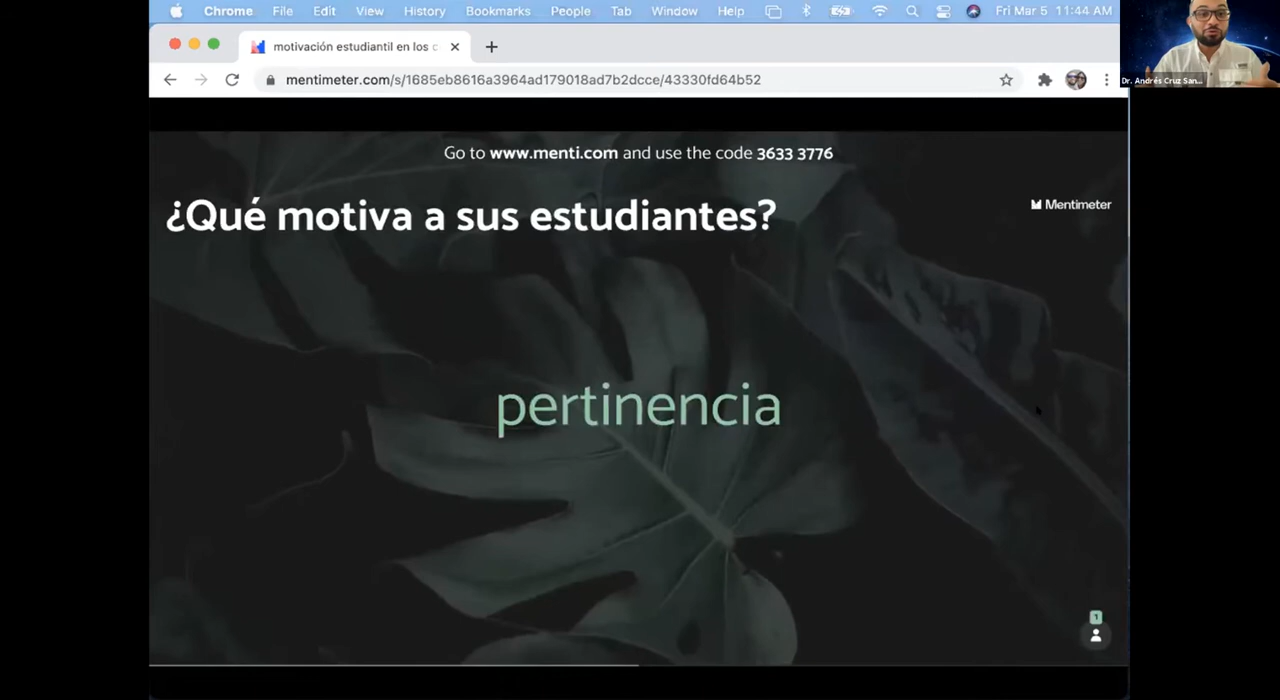 Chrome File Edit View History Bookmarks People Tab Window Help Fri Mar 5 11:44 AM
motivación estudiantil en los c
mentimeter.com/s/1685eb8616a3964ad179018ad7b2dcce/43330fd64b52
Dr. Andrés Cruz San...
Go to www.menti.com and use the code 3633 3776
¿Qué motiva a sus estudiantes?
Mentimeter
pertinencia
1